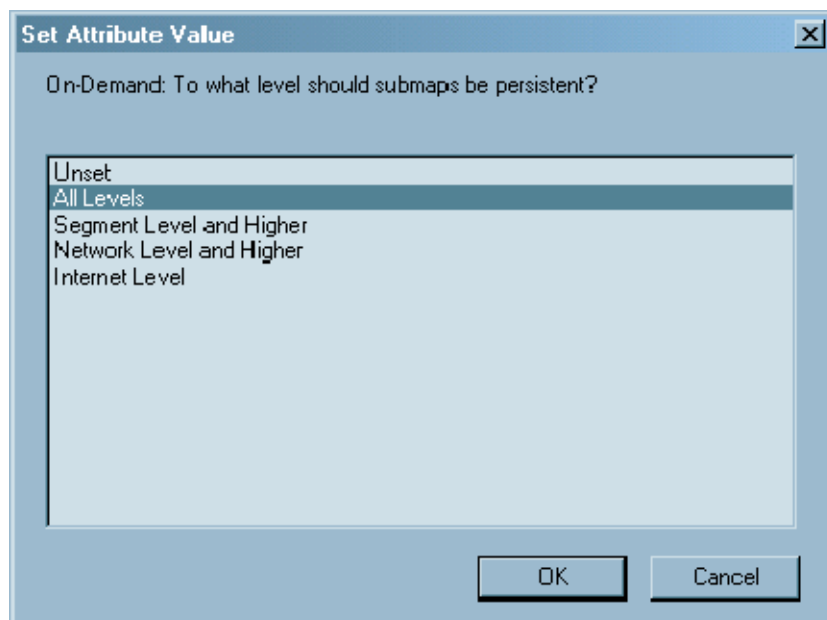 Set Attribute Value
On-Demand: To what level should submaps be persistent?
Unset
All Levels
Segment Level and Higher
Network Level and Higher
Internet Level
OK
Cancel